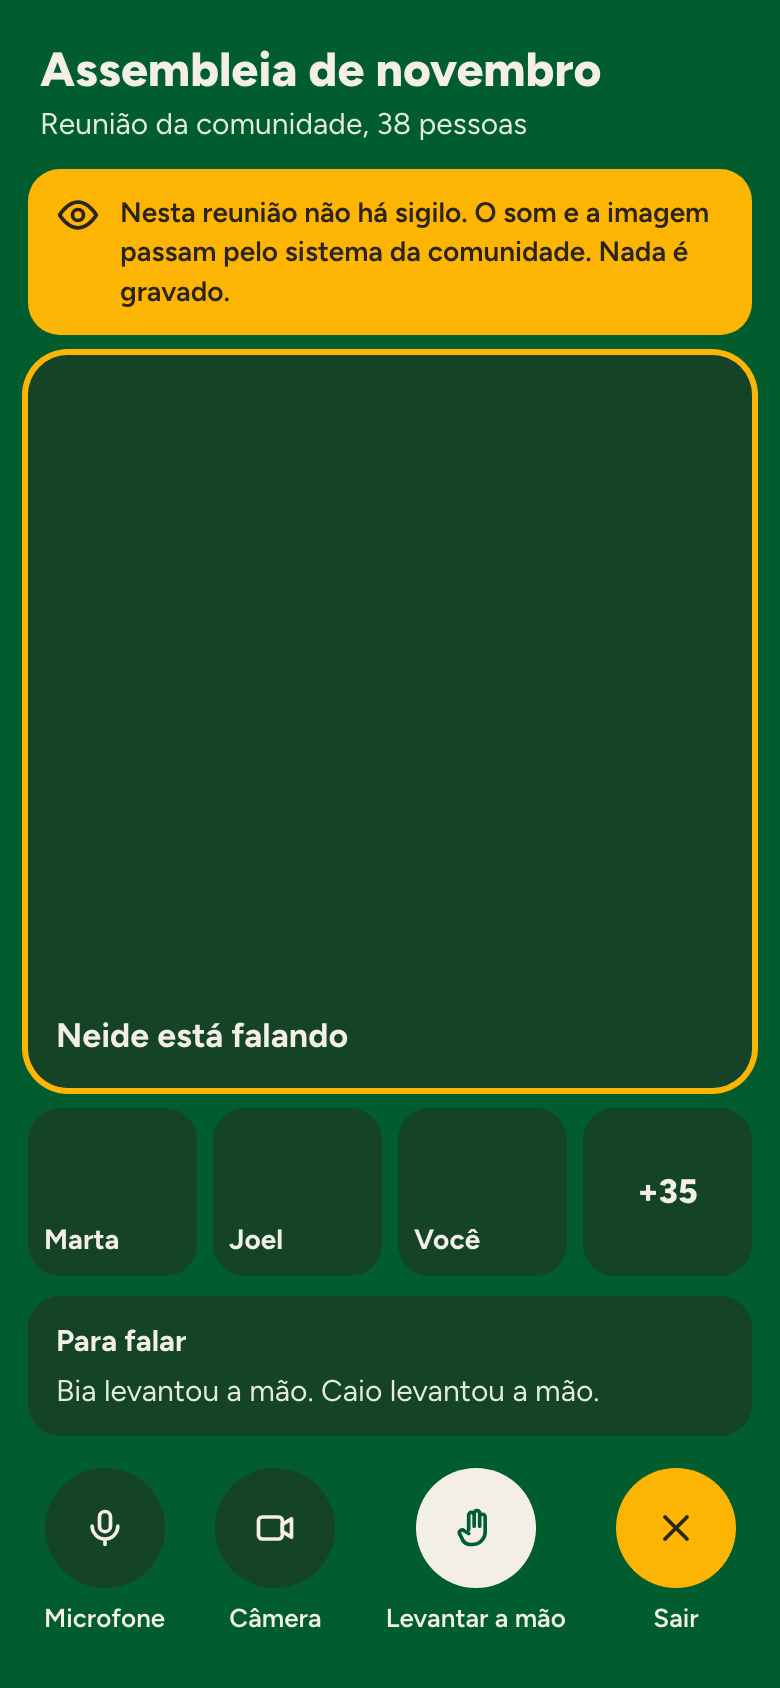 Assembleia de novembro
Reunião da comunidade, 38 pessoas
Nesta reunião não há sigilo. O som e a imagem
passam pelo sistema da comunidade. Nada é
gravado.
Neide está falando
Marta
Joel
Você
+35
Para falar
Bia levantou a mão. Caio levantou a mão.
Microfone
Câmera
Levantar a mão
Sair